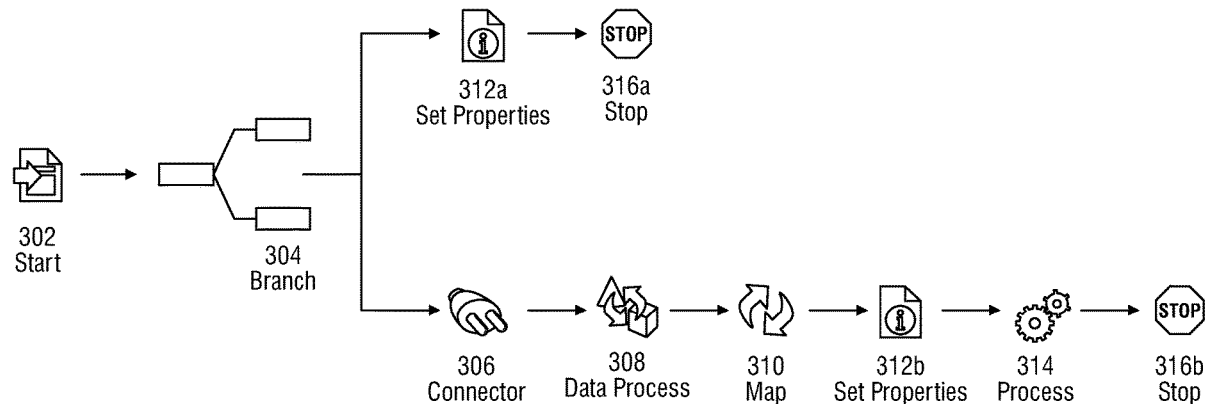 STOP
312a
Set Properties
316a
Stop
302
Start
304
Branch
STOP
306
Connector
308
Data Process
310
Map
312b
Set Properties
314
Process
316b
Stop